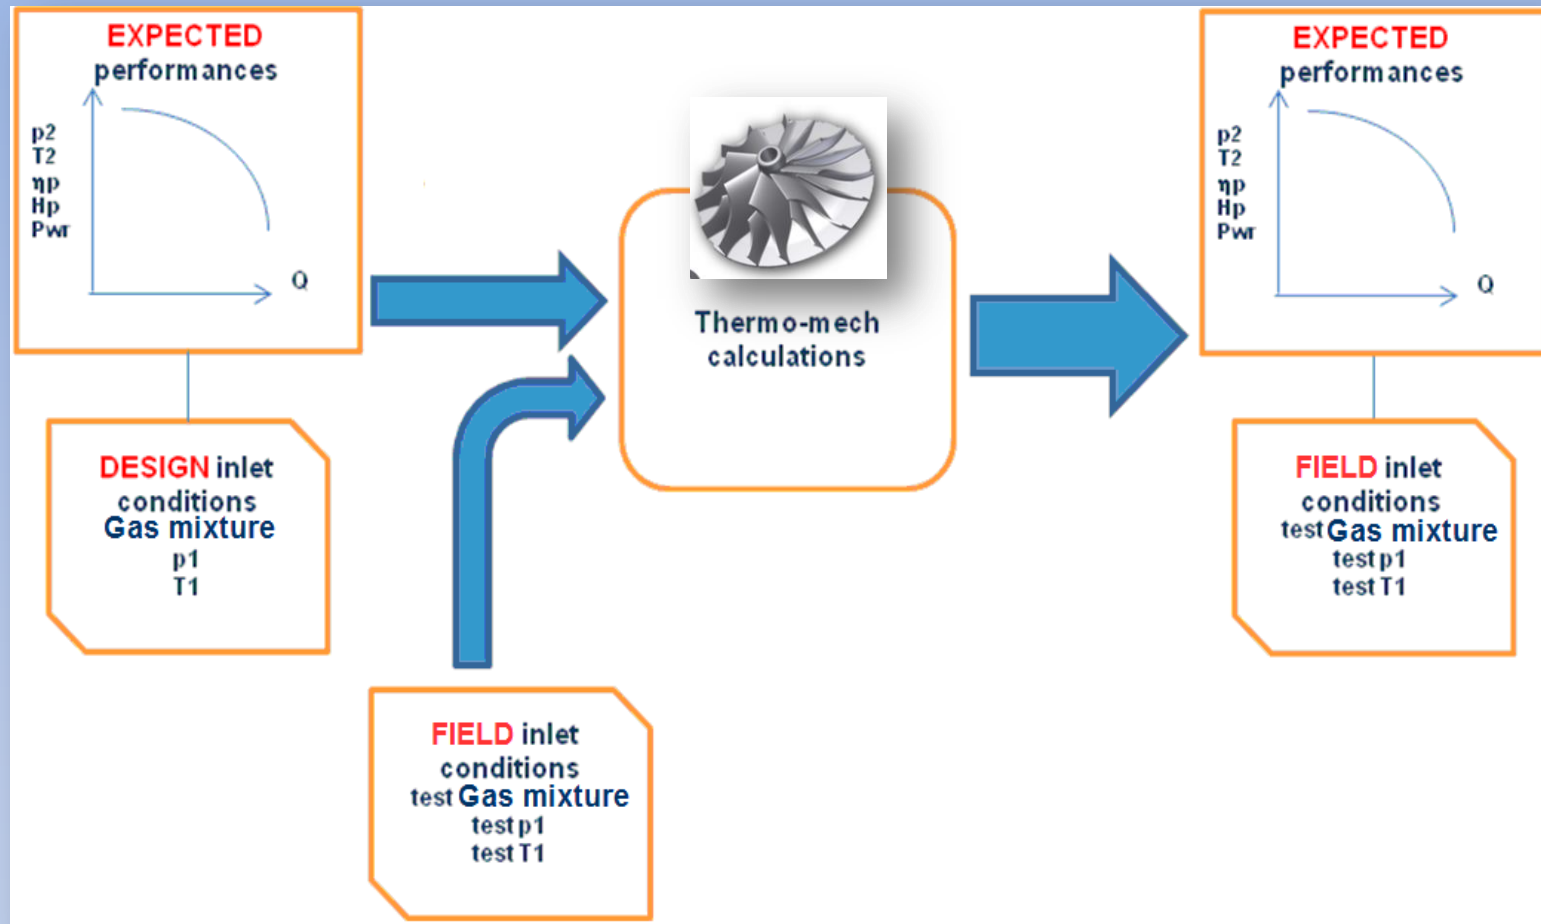 EXPECTED
performances
p2
T2
ηp
Hp
Pwr
Q
DESIGN inlet
conditions
Gas mixture
p1
T1
FIELD inlet
conditions
test Gas mixture
test p1
test T1
Thermo-mech
calculations
EXPECTED
performances
p2
T2
ηp
Hp
Pwr
Q
FIELD inlet
conditions
test Gas mixture
test p1
test T1